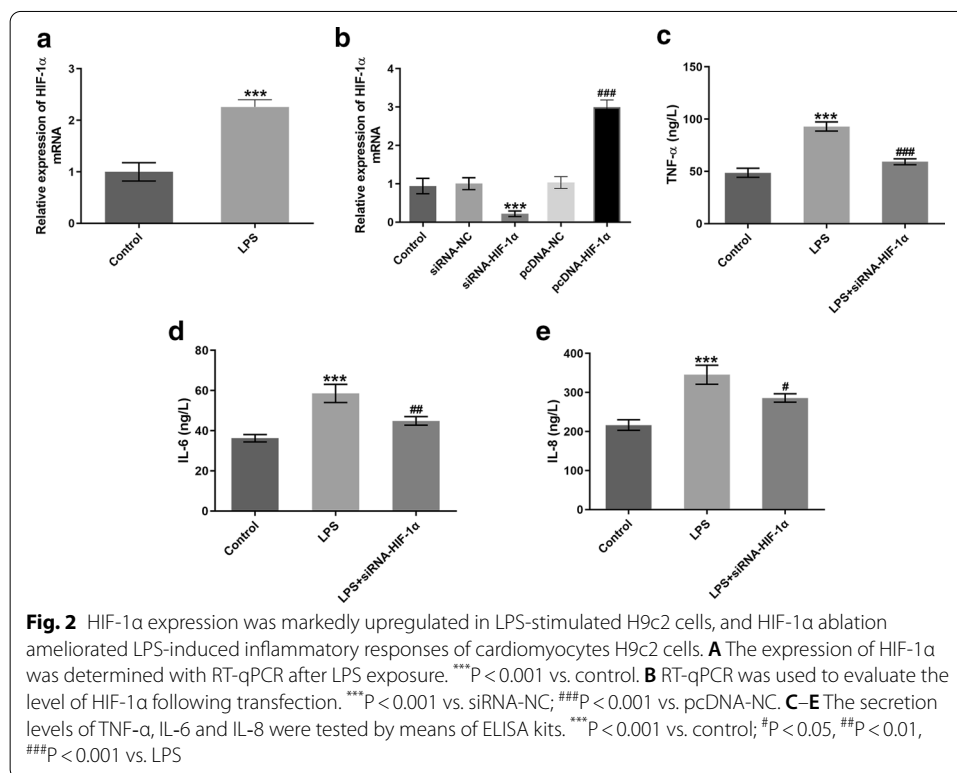 a
Relative expression of HIF-1α
mRNA
3
2
1
0
***
Control
LPS
b
Relative expression of HIF-1α
mRNA
4
3
2
1
0
***
###
Control
siRNA-NC
siRNA-HIF-1α
pcDNA-NC
pcDNA-HIF-1α
c
TNF-α (ng/L)
150
100
50
0
***
###
Control
LPS
LPS+siRNA-HIF-1α
d
IL-6 (ng/L)
80
60
40
20
0
***
##
Control
LPS
LPS+siRNA-HIF-1α
e
IL-8 (ng/L)
400
300
200
100
0
***
#
Control
LPS
LPS+siRNA-HIF-1α
Fig. 2 HIF-1α expression was markedly upregulated in LPS-stimulated H9c2 cells, and HIF-1α ablation
ameliorated LPS-induced inflammatory responses of cardiomyocytes H9c2 cells. A The expression of HIF-1α
was determined with RT-qPCR after LPS exposure. ***P < 0.001 vs. control. B RT-qPCR was used to evaluate the
level of HIF-1α following transfection. ***P < 0.001 vs. siRNA-NC; ###P < 0.001 vs. pcDNA-NC. C–E The secretion
levels of TNF-α, IL-6 and IL-8 were tested by means of ELISA kits. ***P < 0.001 vs. control; #P < 0.05, ##P < 0.01,
###P < 0.001 vs. LPS